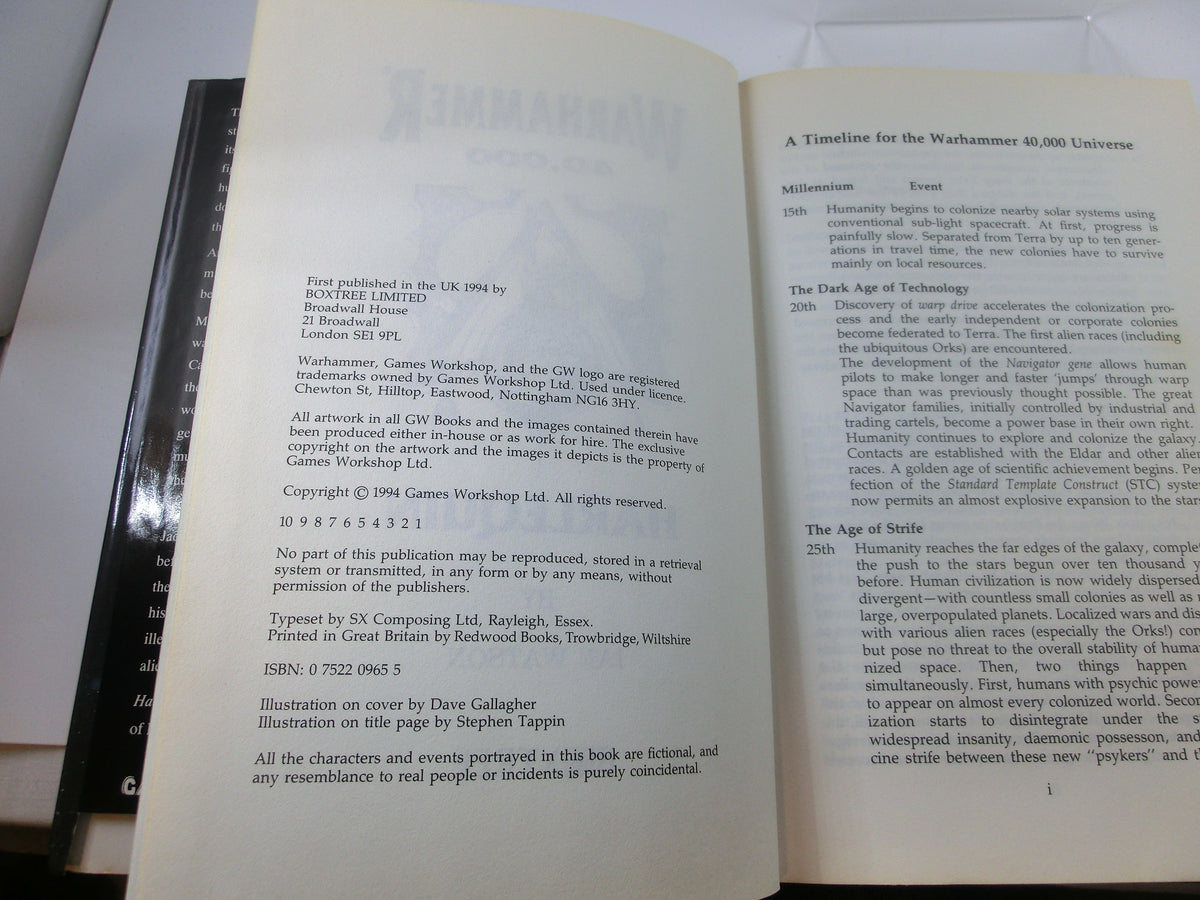 First published in the UK 1994 by
BOXTREE LIMITED
Broadwall House
21 Broadwall
London SE1 9PL
Warhammer, Games Workshop, and the GW logo are registered
trademarks owned by Games Workshop Ltd. Used under licence.
Chewton St, Hilltop, Eastwood, Nottingham NG16 3HY.
All artwork in all GW Books and the images contained therein have
been produced either in-house or as work for hire. The exclusive
copyright on the artwork and the images it depicts is the property of
Games Workshop Ltd.
Copyright © 1994 Games Workshop Ltd. All rights reserved.
10 9 8 7 6 5 4 3 2 1
No part of this publication may be reproduced, stored in a retrieval
system or transmitted, in any form or by any means, without
permission of the publishers.
Typeset by SX Composing Ltd, Rayleigh, Essex.
Printed in Great Britain by Redwood Books, Trowbridge, Wiltshire
ISBN: 0 7522 0965 5
Illustration on cover by Dave Gallagher
Illustration on title page by Stephen Tappin
All the characters and events portrayed in this book are fictional, and
any resemblance to real people or incidents is purely coincidental.
A Timeline for the Warhammer 40,000 Universe
Millennium Event
15th Humanity begins to colonize nearby solar systems using
conventional sub-light spacecraft. At first, progress is
painfully slow. Separated from Terra by up to ten gener-
ations in travel time, the new colonies have to survive
mainly on local resources.
The Dark Age of Technology
20th Discovery of warp drive accelerates the colonization pro-
cess and the early independent or corporate colonies
become federated to Terra. The first alien races (including
the ubiquitous Orks) are encountered.
The development of the Navigator gene allows human
pilots to make longer and faster 'jumps' through warp
space than was previously thought possible. The great
Navigator families, initially controlled by industrial and
trading cartels, become a power base in their own right.
Humanity continues to explore and colonize the galaxy.
Contacts are established with the Eldar and other alien
races. A golden age of scientific achievement begins. Per
fection of the Standard Template Construct (STC) syste
now permits an almost explosive expansion to the stars
The Age of Strife
25th Humanity reaches the far edges of the galaxy, complet
the push to the stars begun over ten thousand y
before. Human civilization is now widely dispersed
divergent—with countless small colonies as well as
large, overpopulated planets. Localized wars and dis
with various alien races (especially the Orks!) con
but pose no threat to the overall stability of huma
nized space. Then, two things happen
simultaneously. First, humans with psychic power
to appear on almost every colonized world. Secon
ization starts to disintegrate under the s
widespread insanity, daemonic possesson, and
cine strife between these new "psykers" and t
i